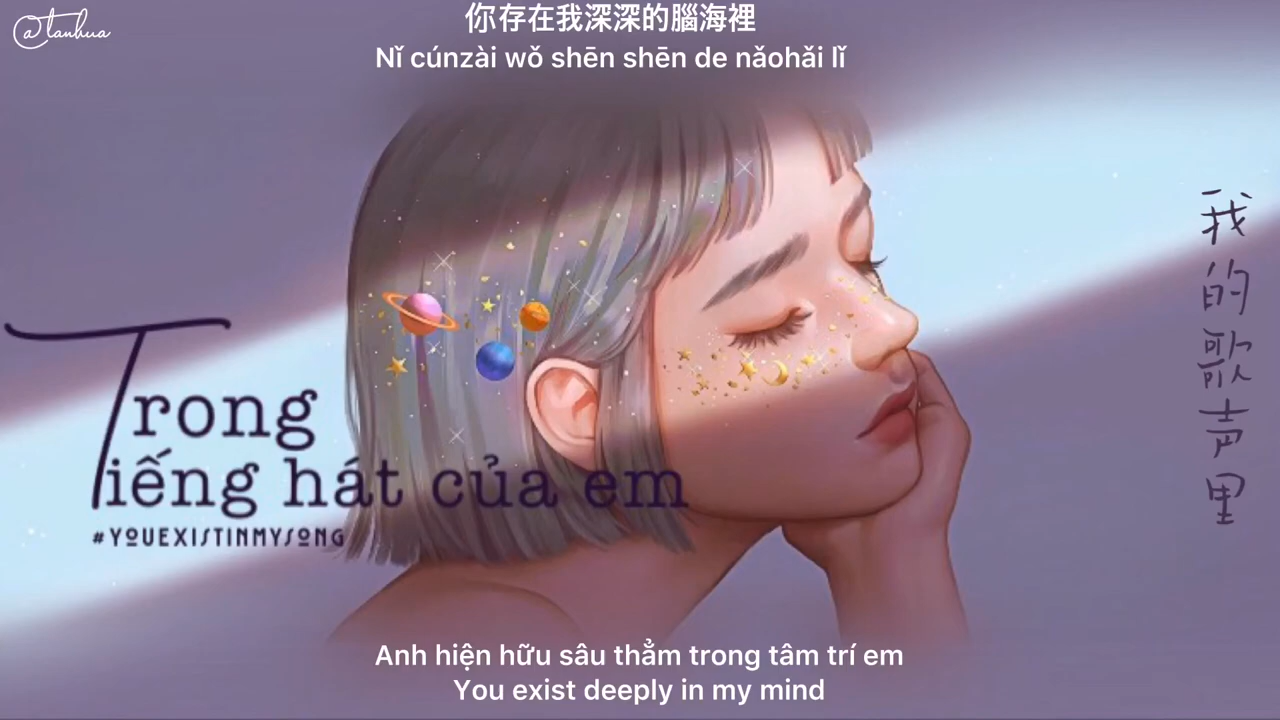 @tanhua
你存在我深深的腦海裡
Nǐ cúnzài wǒ shēn shēn de nǎohǎi lǐ
我的歌声里
Trong
Tiếng hát của em
#YOUEXISTINMYSONG
Anh hiện hữu sâu thẳm trong tâm trí em
You exist deeply in my mind